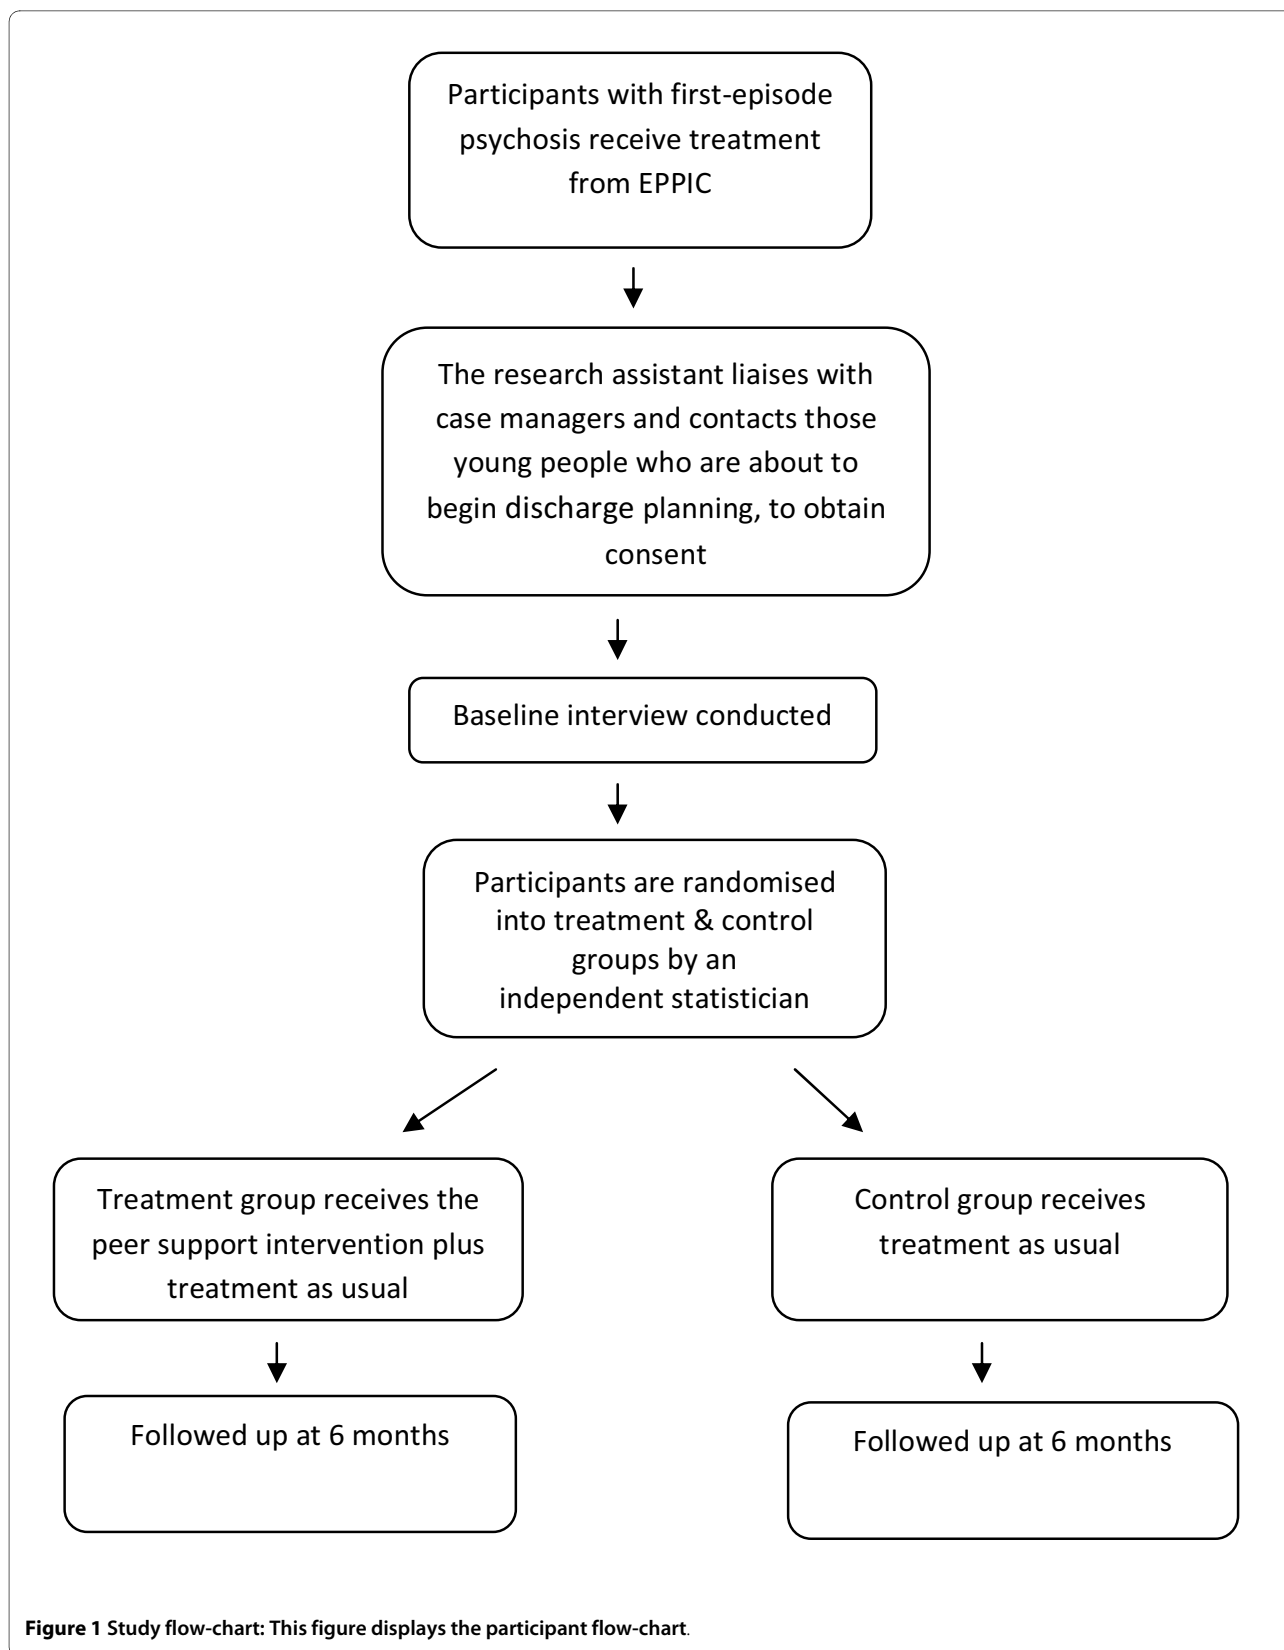 Participants with first-episode
psychosis receive treatment
from EPPIC
The research assistant liaises with
case managers and contacts those
young people who are about to
begin discharge planning, to obtain
consent
Baseline interview conducted
Participants are randomised
into treatment & control
groups by an
independent statistician
Treatment group receives the
peer support intervention plus
treatment as usual
Control group receives
treatment as usual
Followed up at 6 months
Followed up at 6 months
Figure 1 Study flow-chart: This figure displays the participant flow-chart.